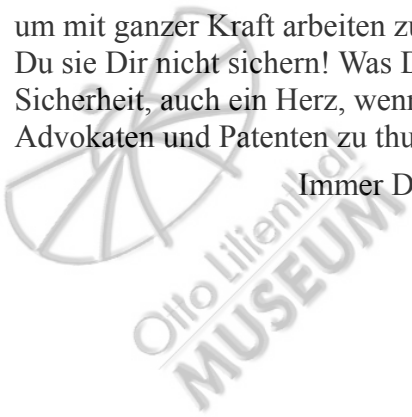 um mit ganzer Kraft arbeiten zu
Du sie Dir nicht sichern! Was D
Sicherheit, auch ein Herz, wenn
Advokaten und Patenten zu thu
Immer D
Otto Lilienthal
MUSEUM